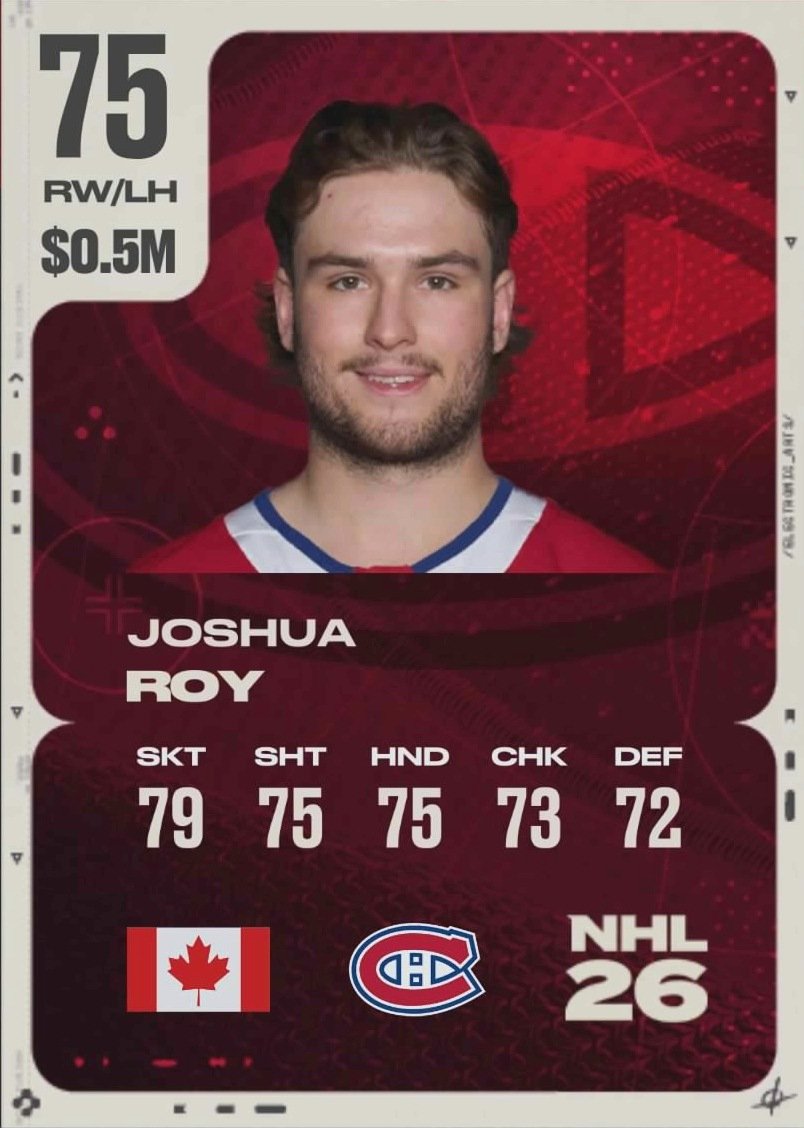 75
RW/LH
$0.5M
/ELECTRONIC_ARTS/
JOSHUA
ROY
SKT SHT HND CHK DEF
79 75 75 73 72
NHL
26